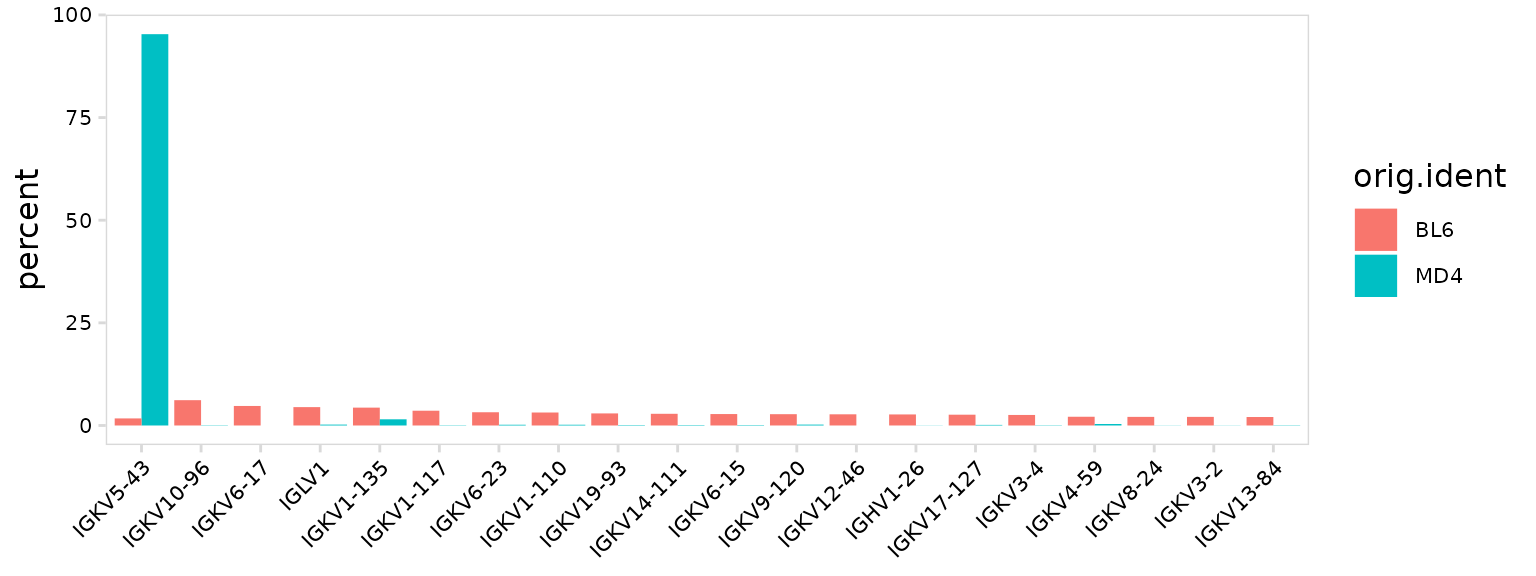 100
75
50
25
0
percent
IGKV5-43
IGKV10-96
IGKV6-17
IGLV1
IGKV1-135
IGKV1-117
IGKV6-23
IGKV1-110
IGKV19-93
IGKV14-111
IGKV6-15
IGKV9-120
IGKV12-46
IGHV1-26
IGKV17-127
IGKV3-4
IGKV4-59
IGKV8-24
IGKV3-2
IGKV13-84
orig.ident
BL6
MD4